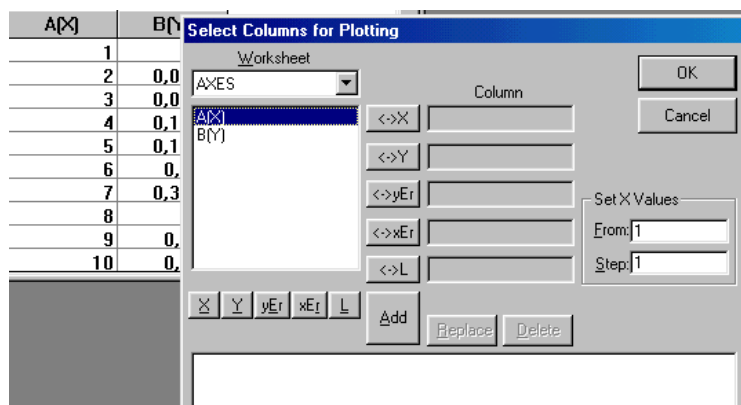 A(X)
B(Y
1
2 0,0
3 0,0
4 0,1
5 0,1
6 0,
7 0,3
8
9 0,
10 0,
Select Columns for Plotting
Worksheet
AXES
A(X)
B(Y)
Column
<->X
<->Y
<->yEr
<->xEr
<->L
OK
Cancel
Set X Values
From: 1
Step: 1
X Y yEr xEr L
Add
Replace Delete